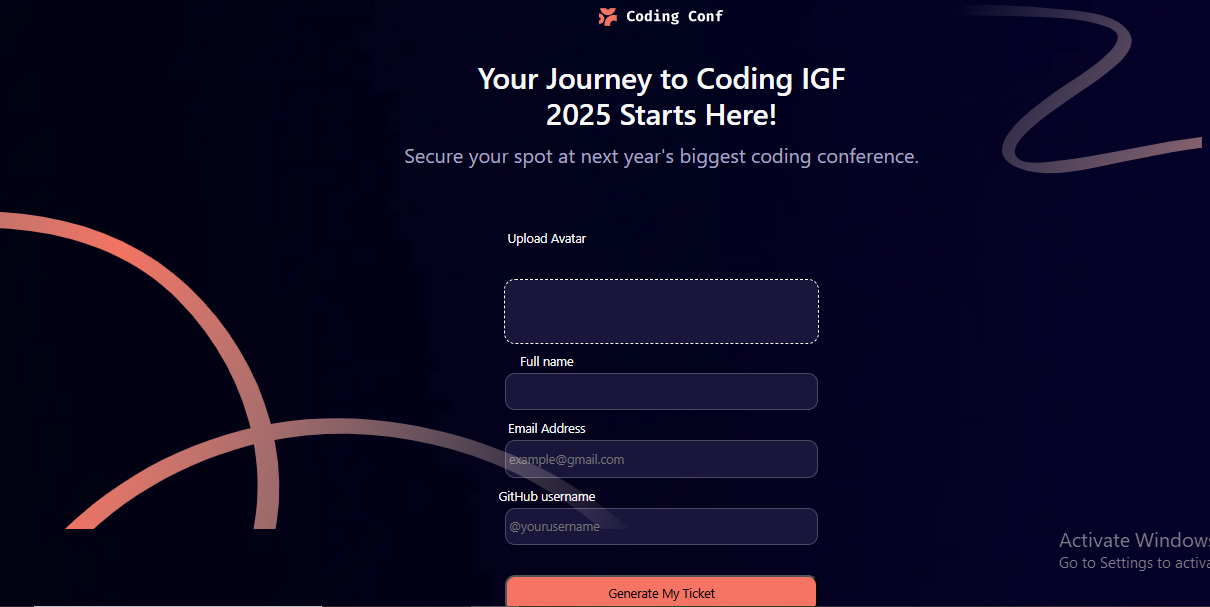 Coding Conf
Your Journey to Coding IGF
2025 Starts Here!
Secure your spot at next year's biggest coding conference.
Upload Avatar
Full name
Email Address
example@gmail.com
GitHub username
@yourusername
Generate My Ticket
Activate Windows
Go to Settings to activa